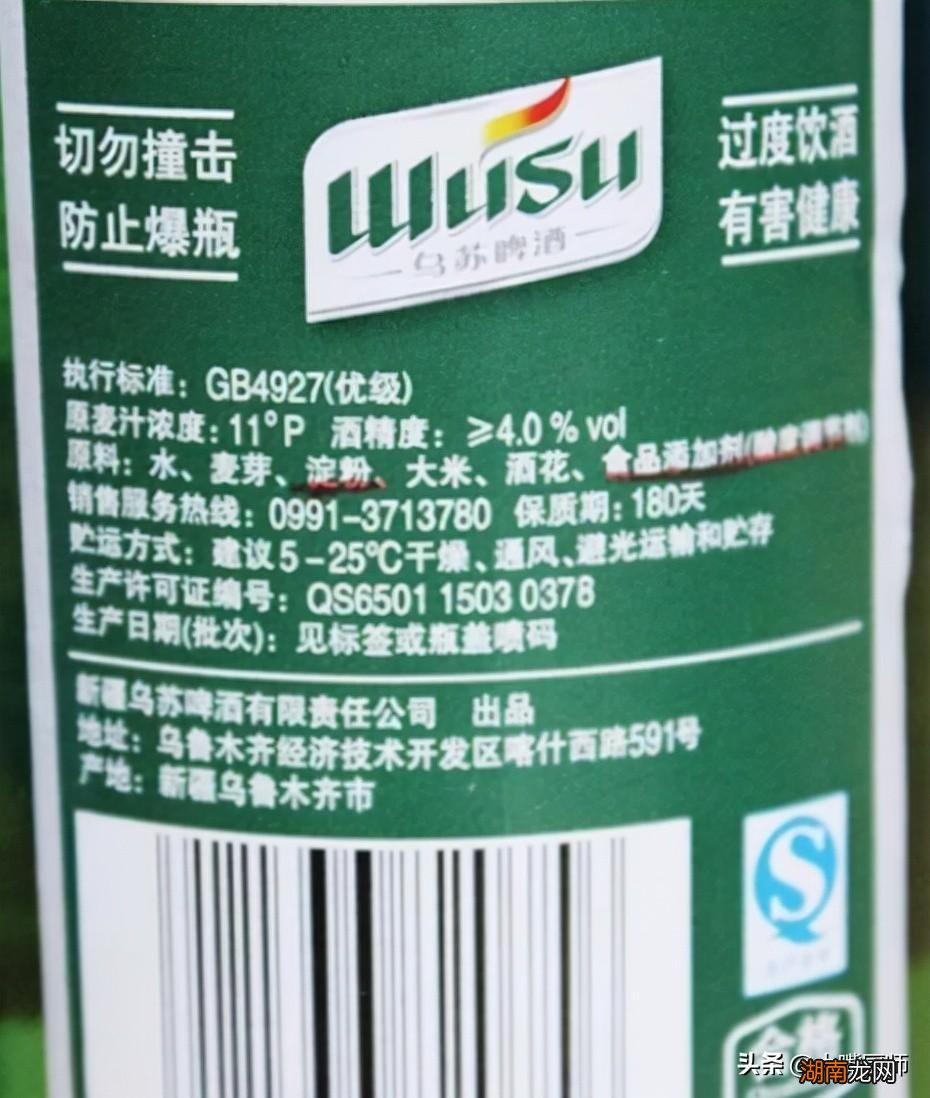 切勿撞击
防止爆瓶
wusu
乌苏啤酒
过度饮酒
有害健康
执行标准：GB4927(优级)
原麦汁浓度：11°P 酒精度：≥4.0％vol
原料：水、麦芽、淀粉、大米、酒花、食品添加剂(酸度调节剂)
销售服务热线：0991-3713780 保质期：180天
贮运方式：建议5-25℃干燥、通风、避光运输和贮存
生产许可证编号：QS6501 1503 0378
生产日期(批次)：见标签或瓶盖喷码
新疆乌苏啤酒有限责任公司 出品
地址：乌鲁木齐经济技术开发区喀什西路591号
产地：新疆乌鲁木齐市
S
合格
头条 @
湖南龙网